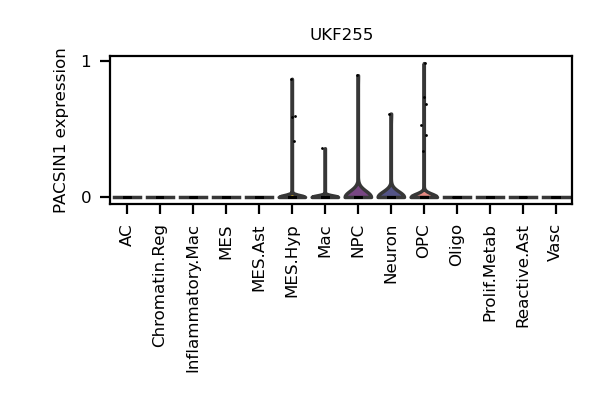 UKF255
PACSIN1 expression
1
0
AC
Chromatin.Reg
Inflammatory.Mac
MES
MES.Ast
MES.Hyp
Mac
NPC
Neuron
OPC
Oligo
Prolif.Metab
Reactive.Ast
Vasc